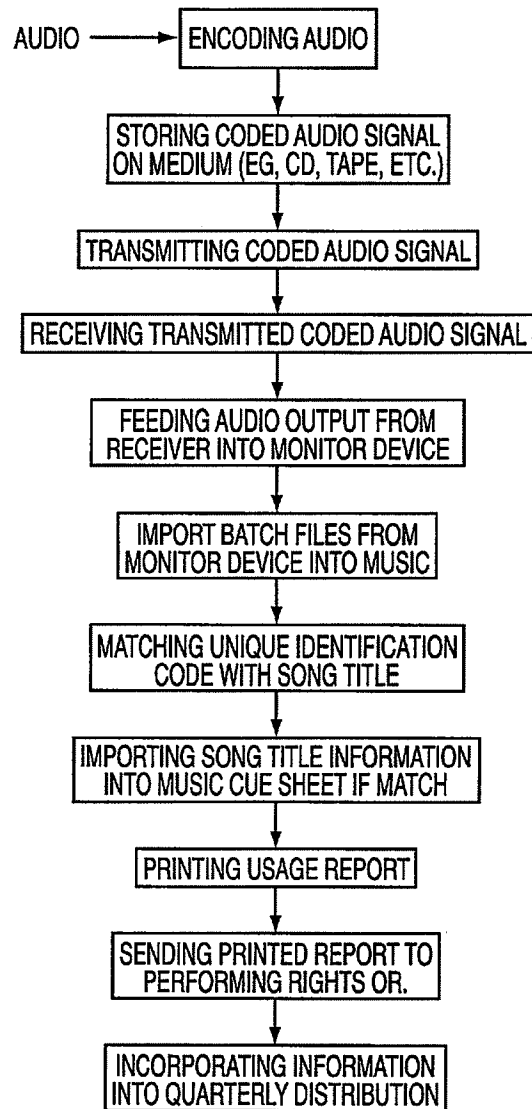 AUDIO
ENCODING AUDIO
STORING CODED AUDIO SIGNAL
ON MEDIUM (EG, CD, TAPE, ETC.)
TRANSMITTING CODED AUDIO SIGNAL
RECEIVING TRANSMITTED CODED AUDIO SIGNAL
FEEDING AUDIO OUTPUT FROM
RECEIVER INTO MONITOR DEVICE
IMPORT BATCH FILES FROM
MONITOR DEVICE INTO MUSIC
MATCHING UNIQUE IDENTIFICATION
CODE WITH SONG TITLE
IMPORTING SONG TITLE INFORMATION
INTO MUSIC CUE SHEET IF MATCH
PRINTING USAGE REPORT
SENDING PRINTED REPORT TO
PERFORMING RIGHTS OR.
INCORPORATING INFORMATION
INTO QUARTERLY DISTRIBUTION